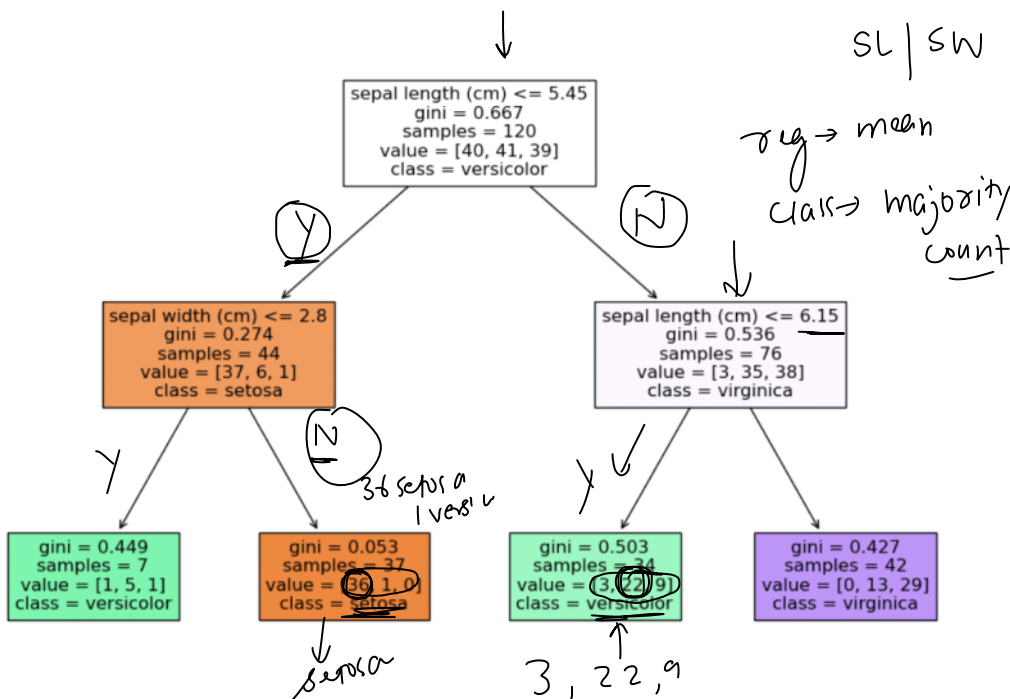 SL | SW
sepal length (cm) <= 5.45
gini = 0.667
samples = 120
value = [40, 41, 39]
class = versicolor
reg → mean
class → majority
count
Y
N
sepal width (cm) <= 2.8
gini = 0.274
samples = 44
value = [37, 6, 1]
class = setosa
sepal length (cm) <= 6.15
gini = 0.536
samples = 76
value = [3, 35, 38]
class = virginica
Y
N
36 setosa
1 versi
Y
gini = 0.449
samples = 7
value = [1, 5, 1]
class = versicolor
gini = 0.053
samples = 37
value = [36, 1, 0]
class = setosa
gini = 0.503
samples = 34
value = [3, 22, 9]
class = versicolor
gini = 0.427
samples = 42
value = [0, 13, 29]
class = virginica
setosa
3, 22, 9